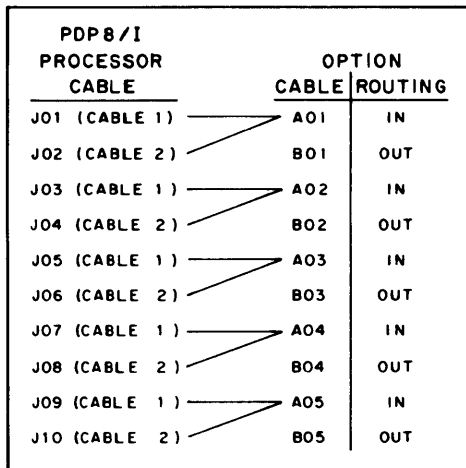 PDP8/I
PROCESSOR OPTION
CABLE CABLE ROUTING
J01 (CABLE 1) A01 IN
J02 (CABLE 2) B01 OUT
J03 (CABLE 1) A02 IN
J04 (CABLE 2) B02 OUT
J05 (CABLE 1) A03 IN
J06 (CABLE 2) B03 OUT
J07 (CABLE 1) A04 IN
J08 (CABLE 2) B04 OUT
J09 (CABLE 1) A05 IN
J10 (CABLE 2) B05 OUT